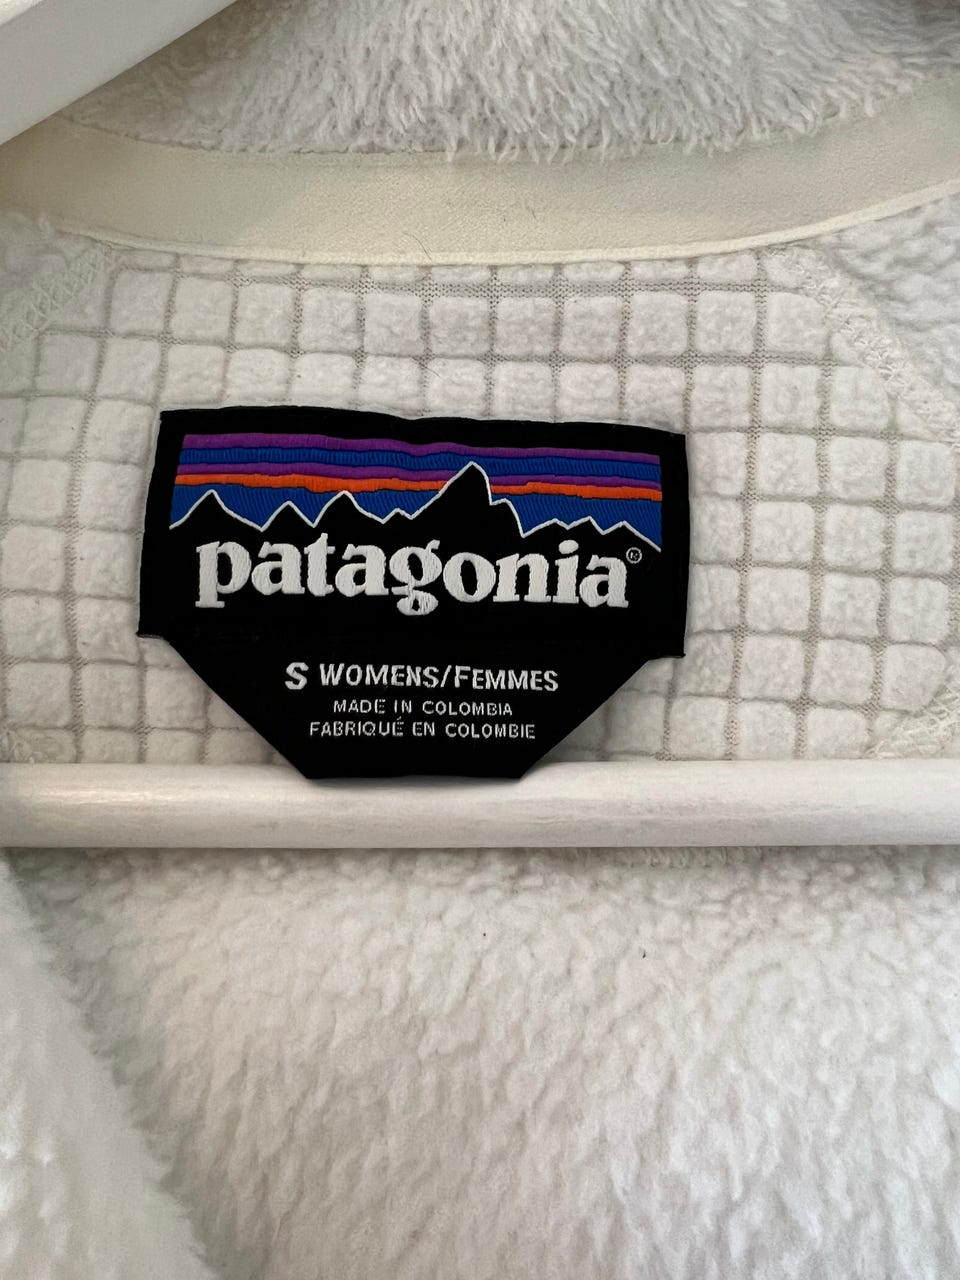 patagonia®
S WOMENS/FEMMES
MADE IN COLOMBIA
FABRIQUÉ EN COLOMBIE